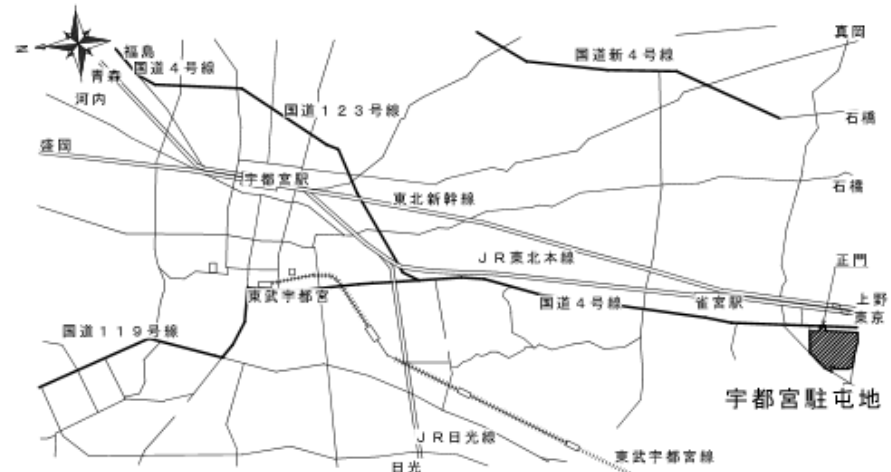 N
福島
国道4号線
青森
河内
盛岡
国道123号線
国道新4号線
真岡
石橋
宇都宮駅
東北新幹線
石橋
JR東北本線
正門
東武宇都宮
国道4号線
雀宮駅
上野
東京
国道119号線
宇都宮駐屯地
JR日光線
東武宇都宮線
日光